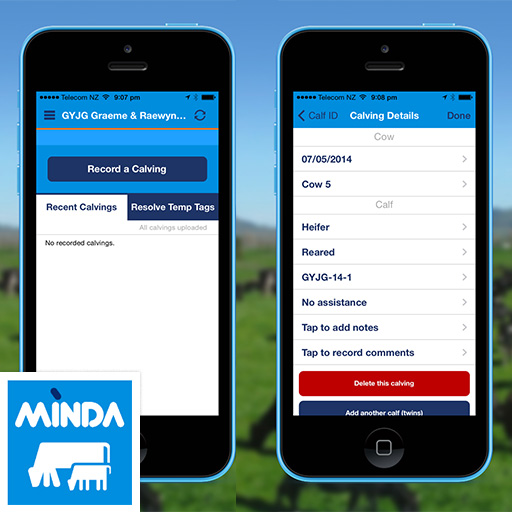 Telecom NZ 9:07 pm
GYJG Graeme & Raewyn...
Record a Calving
Recent Calvings
Resolve Temp Tags
All calvings uploaded
No recorded calvings.
Telecom NZ 9:08 pm
Calf ID
Calving Details
Done
Cow
07/05/2014
Cow 5
Calf
Heifer
Reared
GYJG-14-1
No assistance
Tap to add notes
Tap to record comments
Delete this calving
Add another calf (twins)
MINDA